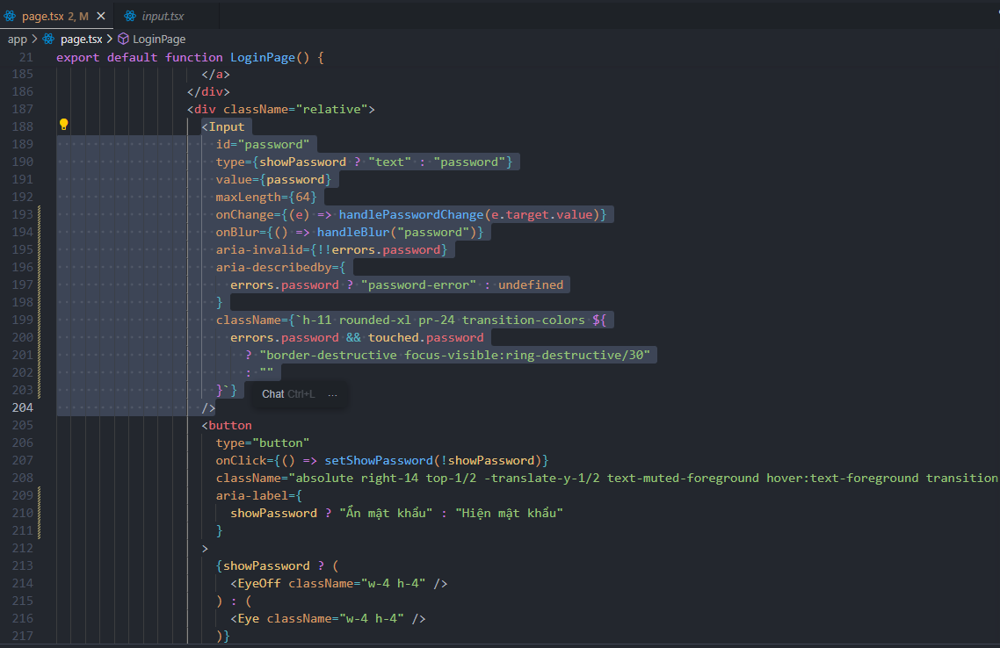 page.tsx 2, M ✕ input.tsx
app > page.tsx > LoginPage
21 export default function LoginPage() {
185 </a>
186 </div>
187 <div className="relative">
188 <Input
189 id="password"
190 type={showPassword ? "text" : "password"}
191 value={password}
192 maxLength={64}
193 onChange={(e) => handlePasswordChange(e.target.value)}
194 onBlur={() => handleBlur("password")}
195 aria-invalid={!!errors.password}
196 aria-describedby={
197 errors.password ? "password-error" : undefined
198 }
199 className={`h-11 rounded-xl pr-24 transition-colors ${
200 errors.password && touched.password
201 ? "border-destructive focus-visible:ring-destructive/30"
202 : ""
203 }`}
Chat Ctrl+L ...
204 />
205 <button
206 type="button"
207 onClick={() => setShowPassword(!showPassword)}
208 className="absolute right-14 top-1/2 -translate-y-1/2 text-muted-foreground hover:text-foreground transition
209 aria-label={
210 showPassword ? "Ẩn mật khẩu" : "Hiện mật khẩu"
211 }
212 >
213 {showPassword ? (
214 <EyeOff className="w-4 h-4" />
215 ) : (
216 <Eye className="w-4 h-4" />
217 )}